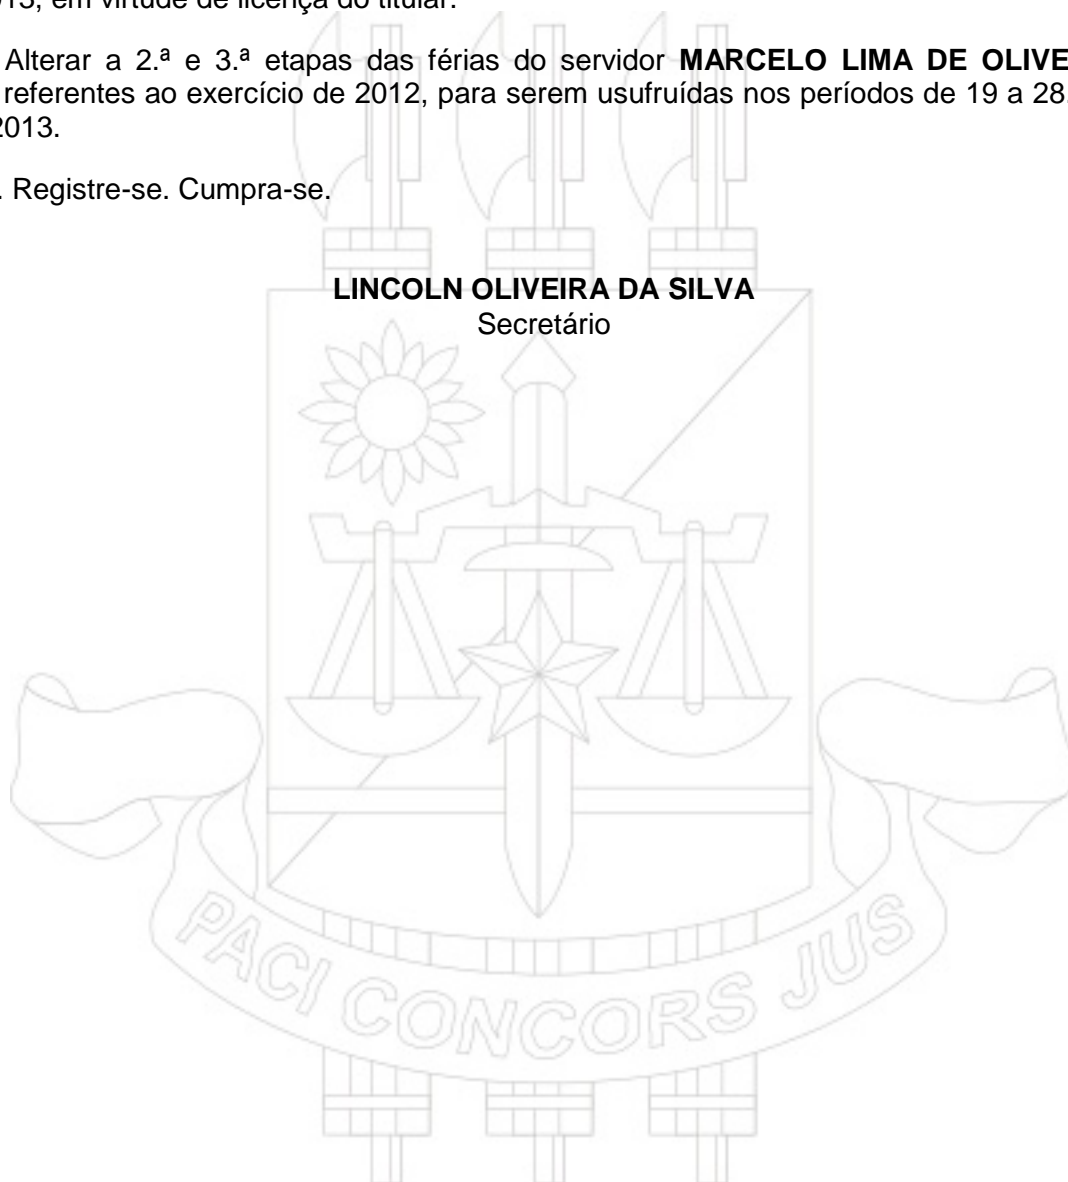 013, em virtude de licença do titular.
Alterar a 2.ª e 3.ª etapas das férias do servidor MARCELO LIMA DE OLIVE
referentes ao exercício de 2012, para serem usufruídas nos períodos de 19 a 28.
2013.
. Registre-se. Cumpra-se.
LINCOLN OLIVEIRA DA SILVA
Secretário
PACI CONCORS JUS